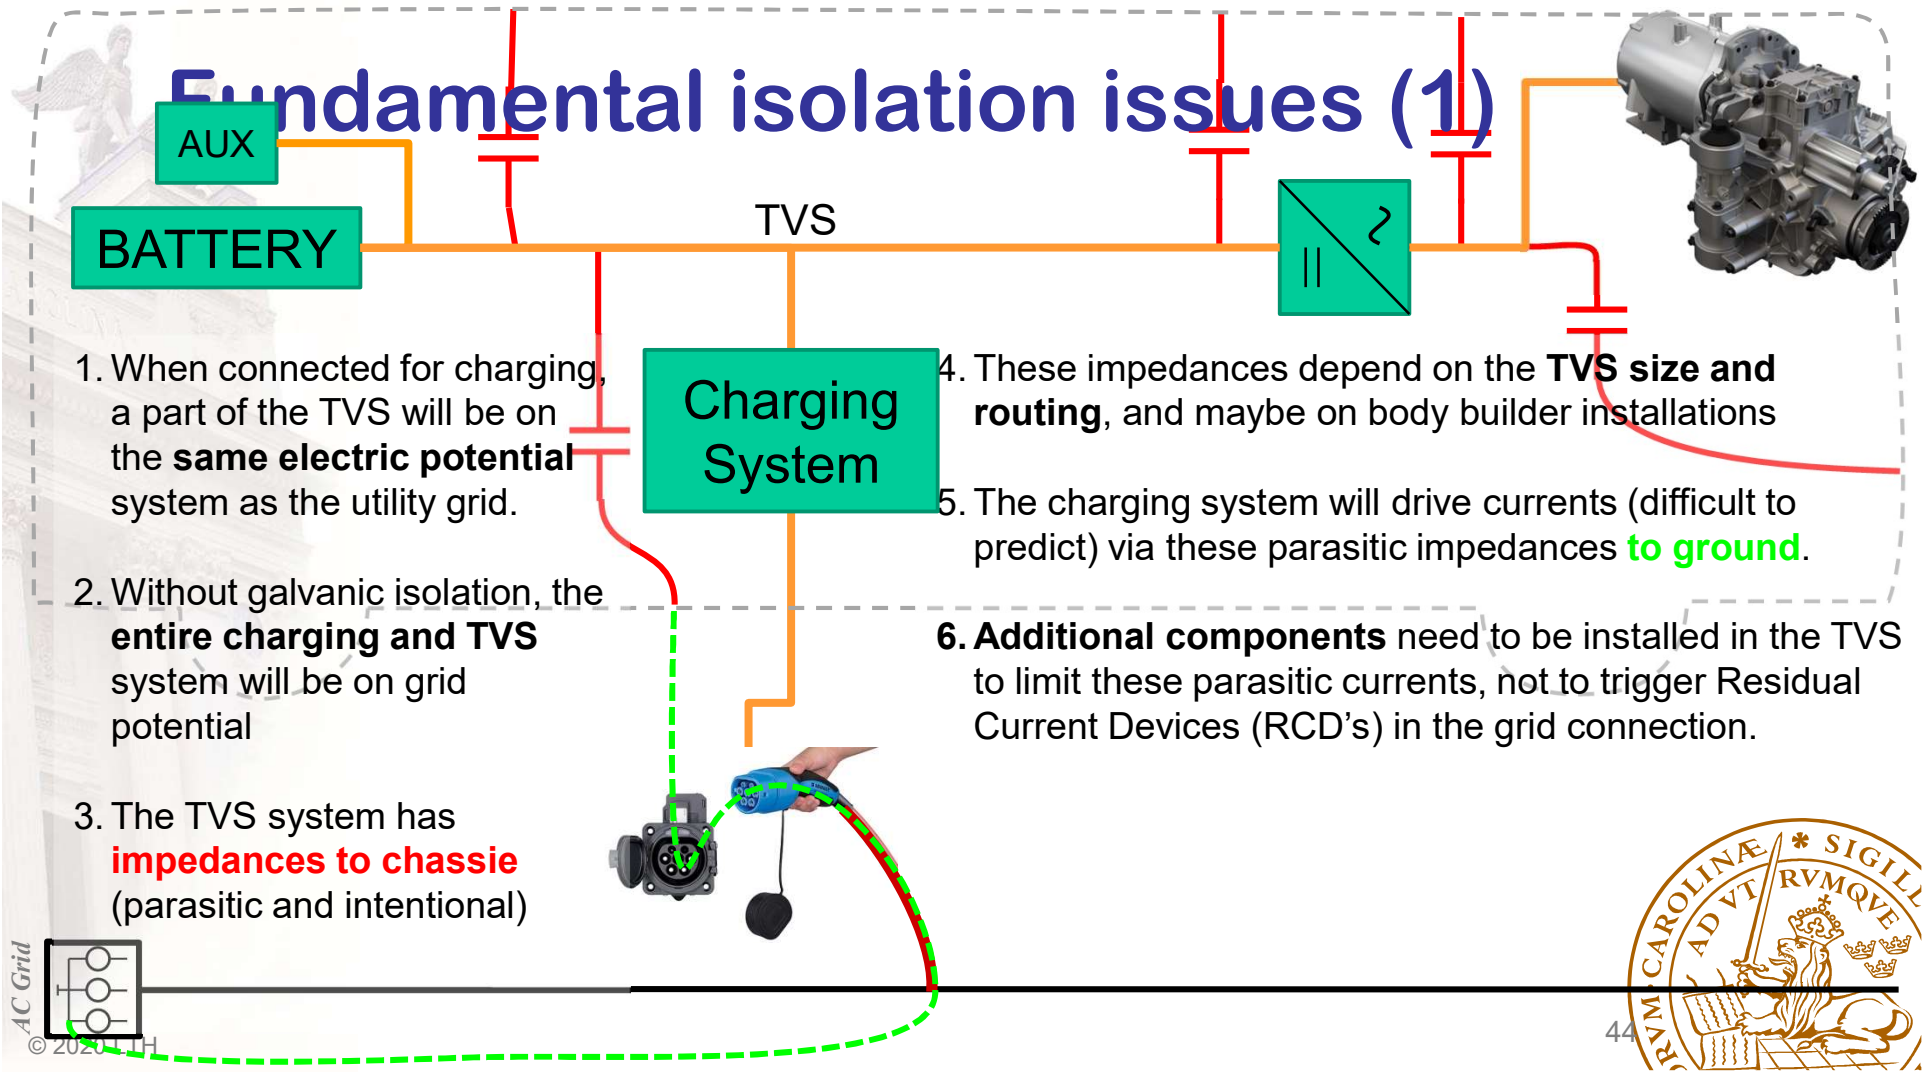 Fundamental isolation issues (1)
AUX
BATTERY
TVS
Charging
System
1. When connected for charging,
a part of the TVS will be on
the same electric potential
system as the utility grid.
2. Without galvanic isolation, the
entire charging and TVS
system will be on grid
potential
3. The TVS system has
impedances to chassie
(parasitic and intentional)
4. These impedances depend on the TVS size and
routing, and maybe on body builder installations
5. The charging system will drive currents (difficult to
predict) via these parasitic impedances to ground.
6. Additional components need to be installed in the TVS
to limit these parasitic currents, not to trigger Residual
Current Devices (RCD's) in the grid connection.
AC Grid
© 2020 LTH
44
RVM · CAROLINÆ * SIGILL
AD VT RVMQVE